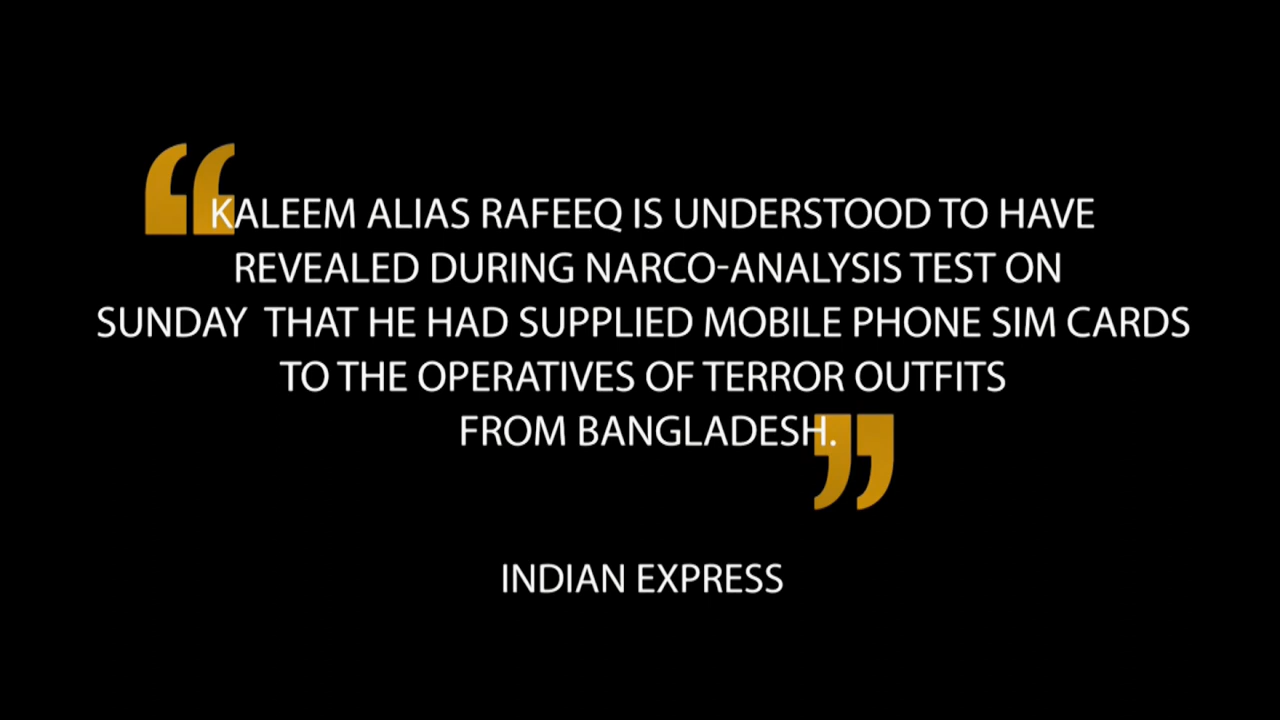 “KALEEM ALIAS RAFEEQ IS UNDERSTOOD TO HAVE
REVEALED DURING NARCO-ANALYSIS TEST ON
SUNDAY THAT HE HAD SUPPLIED MOBILE PHONE SIM CARDS
TO THE OPERATIVES OF TERROR OUTFITS
FROM BANGLADESH.”
INDIAN EXPRESS